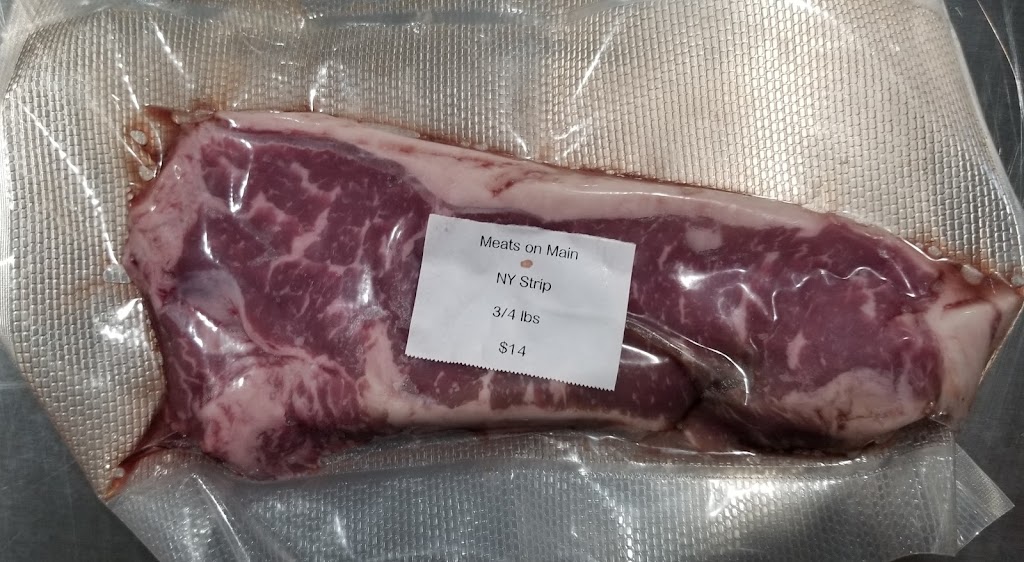 Meats on Main
NY Strip
3/4 lbs
$14